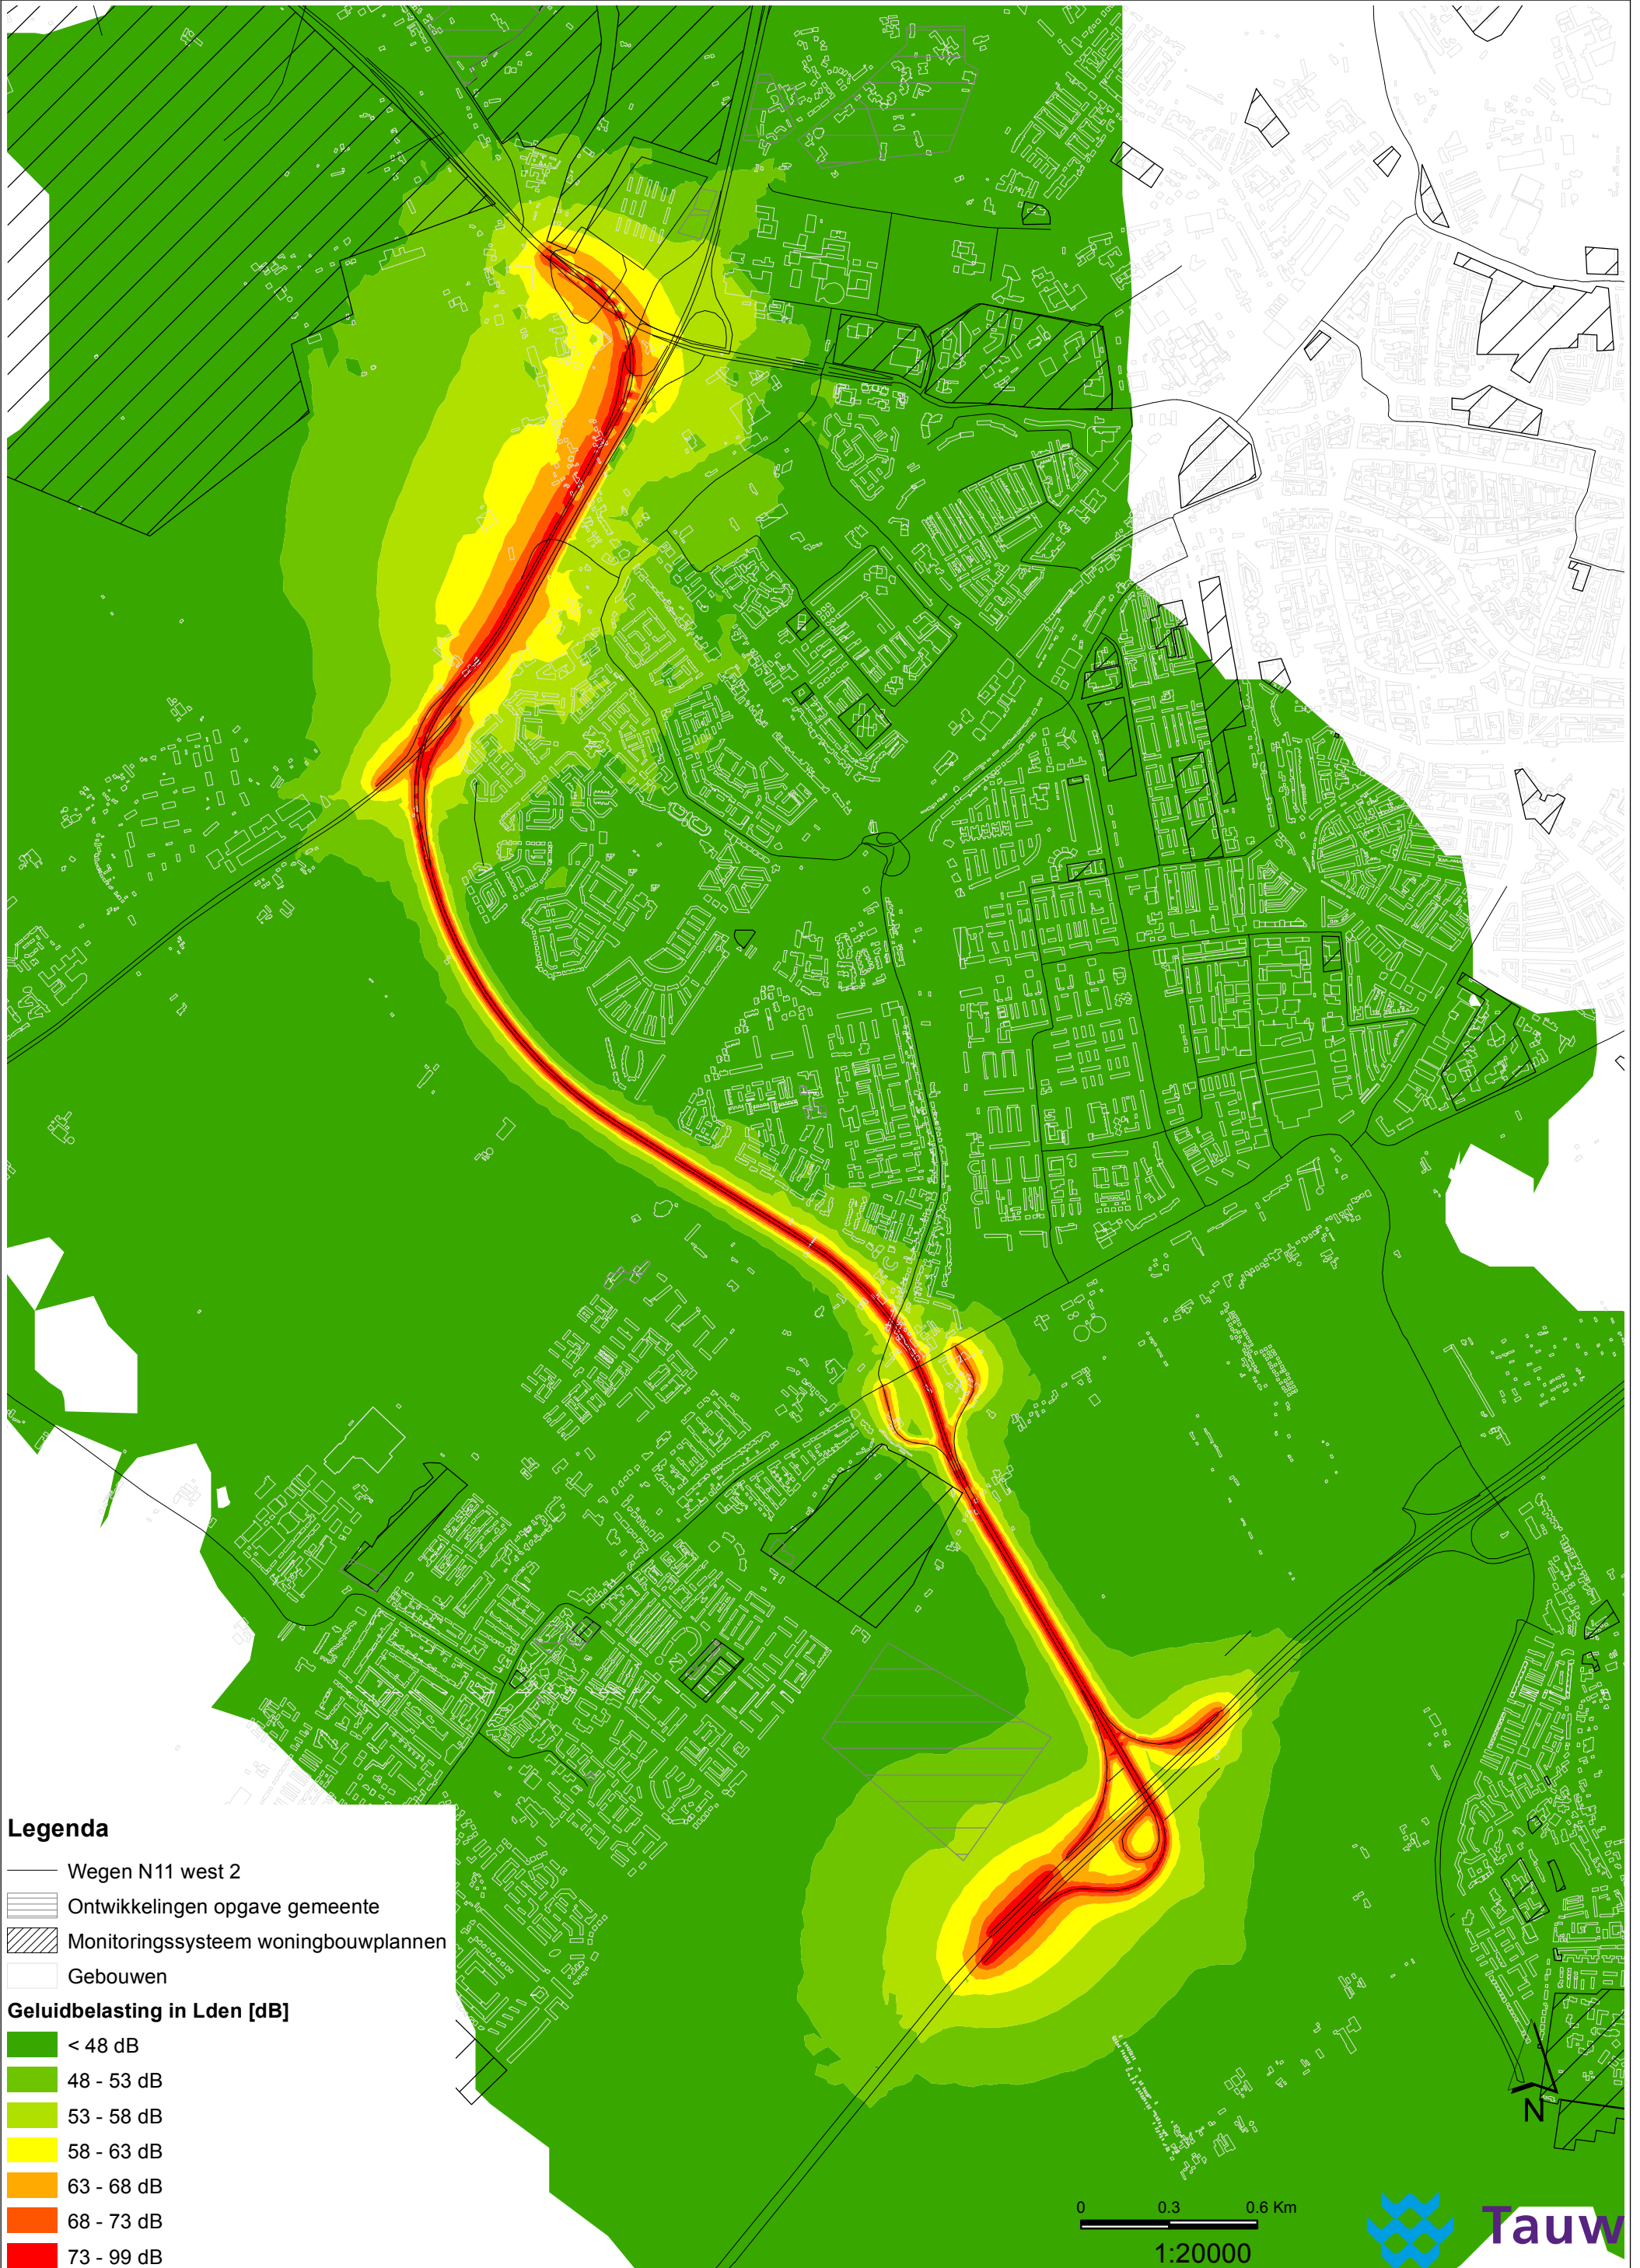 Legenda
Wegen N11 west 2
Ontwikkelingen opgave gemeente
Monitoringssysteem woningbouwplannen
Gebouwen
Geluidbelasting in Lden [dB]
< 48 dB
48 - 53 dB
53 - 58 dB
58 - 63 dB
63 - 68 dB
68 - 73 dB
73 - 99 dB
N
0 0.3 0.6 Km
1:20000
Tauw